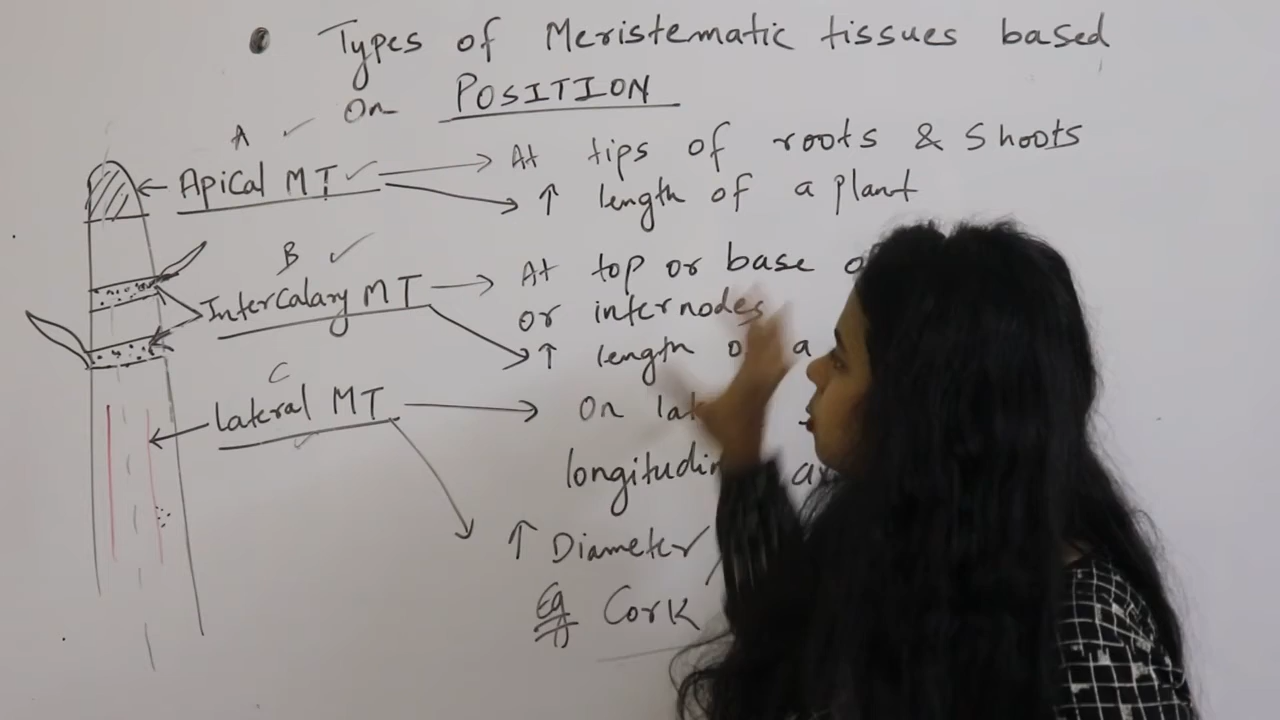 • Types of Meristematic tissues based
on POSITION
A ✓
Apical MT ✓ → At tips of roots & Shoots
→ ↑ length of a plant
B ✓
Intercalary MT → At top or base
or internodes
→ ↑ length a
C
Lateral MT → On
→ ↑ Diameter
Eg Cork